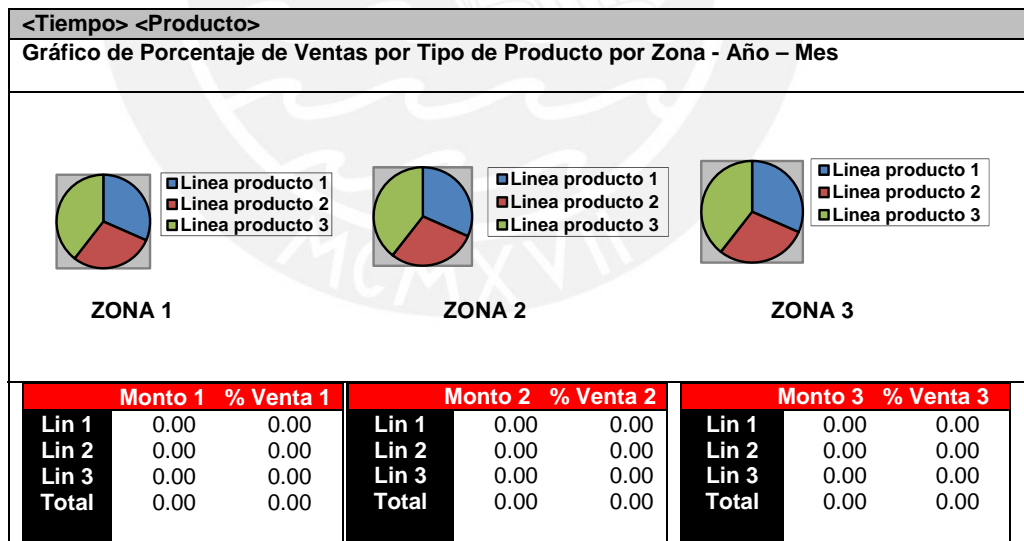 <Tiempo> <Producto>
Gráfico de Porcentaje de Ventas por Tipo de Producto por Zona - Año – Mes
Linea producto 1
Linea producto 2
Linea producto 3
ZONA 1
Linea producto 1
Linea producto 2
Linea producto 3
ZONA 2
Linea producto 1
Linea producto 2
Linea producto 3
ZONA 3
MCMXVII
Monto 1 % Venta 1
Lin 1 0.00 0.00
Lin 2 0.00 0.00
Lin 3 0.00 0.00
Total 0.00 0.00
Monto 2 % Venta 2
Lin 1 0.00 0.00
Lin 2 0.00 0.00
Lin 3 0.00 0.00
Total 0.00 0.00
Monto 3 % Venta 3
Lin 1 0.00 0.00
Lin 2 0.00 0.00
Lin 3 0.00 0.00
Total 0.00 0.00